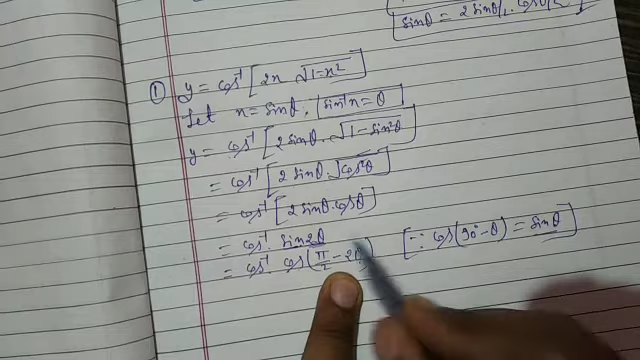 sinθ = 2 sinθ/2 . cosθ/2
① y = cos⁻¹ [2x √1-x²]
Let x = sinθ, sin⁻¹x = θ
y = cos⁻¹ [2 sinθ. √1-sin²θ]
= cos⁻¹ [2 sinθ. √cos²θ]
= cos⁻¹ [2 sinθ. cosθ]
= cos⁻¹. sin2θ
= cos⁻¹. cos(π/2 - 2θ) [∵ cos(90° - θ) = sinθ]